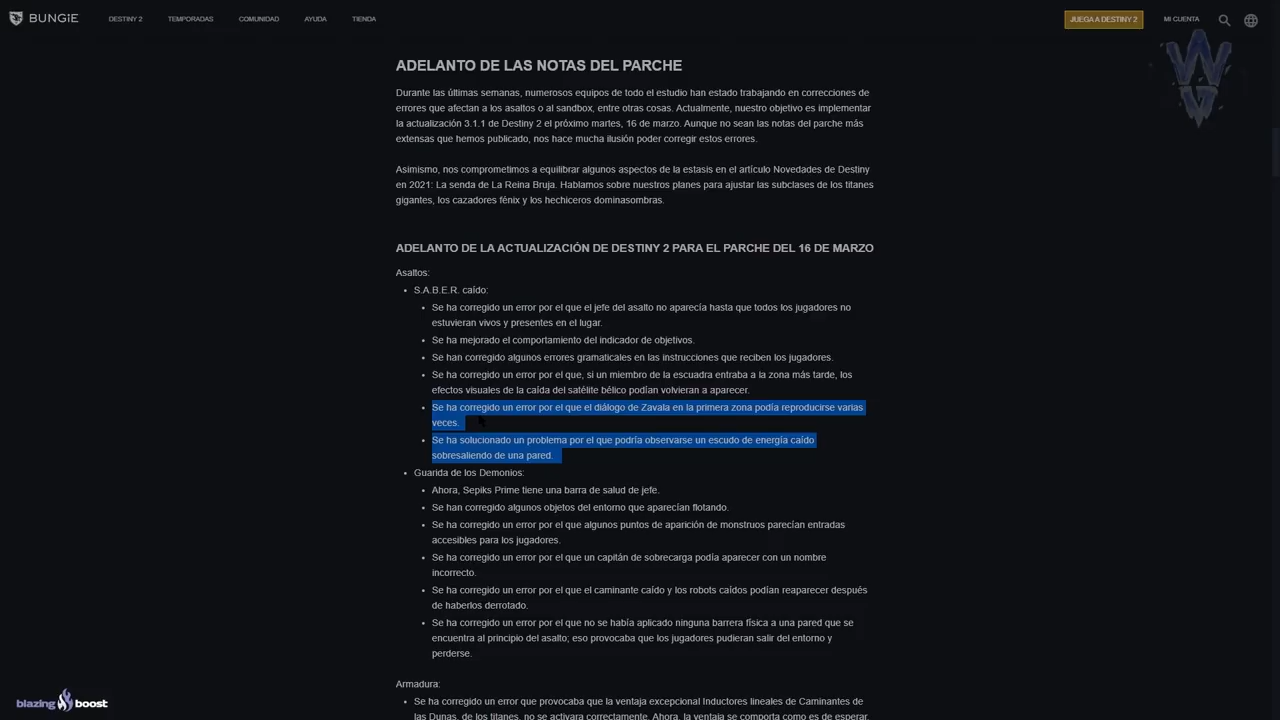 BUNGiE
DESTINY 2
TEMPORADAS
COMUNIDAD
AYUDA
TIENDA
JUEGA A DESTINY 2
MI CUENTA
ADELANTO DE LAS NOTAS DEL PARCHE
Durante las últimas semanas, numerosos equipos de todo el estudio han estado trabajando en correcciones de
errores que afectan a los asaltos o al sandbox, entre otras cosas. Actualmente, nuestro objetivo es implementar
la actualización 3.1.1 de Destiny 2 el próximo martes, 16 de marzo. Aunque no sean las notas del parche más
extensas que hemos publicado, nos hace mucha ilusión poder corregir estos errores.
Asimismo, nos comprometimos a equilibrar algunos aspectos de la estasis en el artículo Novedades de Destiny
en 2021: La senda de La Reina Bruja. Hablamos sobre nuestros planes para ajustar las subclases de los titanes
gigantes, los cazadores fénix y los hechiceros dominasombras.
ADELANTO DE LA ACTUALIZACIÓN DE DESTINY 2 PARA EL PARCHE DEL 16 DE MARZO
Asaltos:
• S.A.B.E.R. caído:
• Se ha corregido un error por el que el jefe del asalto no aparecía hasta que todos los jugadores no
estuvieran vivos y presentes en el lugar.
• Se ha mejorado el comportamiento del indicador de objetivos.
• Se han corregido algunos errores gramaticales en las instrucciones que reciben los jugadores.
• Se ha corregido un error por el que, si un miembro de la escuadra entraba a la zona más tarde, los
efectos visuales de la caída del satélite bélico podían volvieran a aparecer.
• Se ha corregido un error por el que el diálogo de Zavala en la primera zona podía reproducirse varias
veces.
• Se ha solucionado un problema por el que podría observarse un escudo de energía caído
sobresaliendo de una pared.
• Guarida de los Demonios:
• Ahora, Sepiks Prime tiene una barra de salud de jefe.
• Se han corregido algunos objetos del entorno que aparecían flotando.
• Se ha corregido un error por el que algunos puntos de aparición de monstruos parecían entradas
accesibles para los jugadores.
• Se ha corregido un error por el que un capitán de sobrecarga podía aparecer con un nombre
incorrecto.
• Se ha corregido un error por el que el caminante caído y los robots caídos podían reaparecer después
de haberlos derrotado.
• Se ha corregido un error por el que no se había aplicado ninguna barrera física a una pared que se
encuentra al principio del asalto; eso provocaba que los jugadores pudieran salir del entorno y
perderse.
Armadura:
• Se ha corregido un error que provocaba que la ventaja excepcional Inductores lineales de Caminantes de
las Dunas, de los titanes, no se activara correctamente. Ahora, la ventaja se comporta como es de esperar.
blazing boost